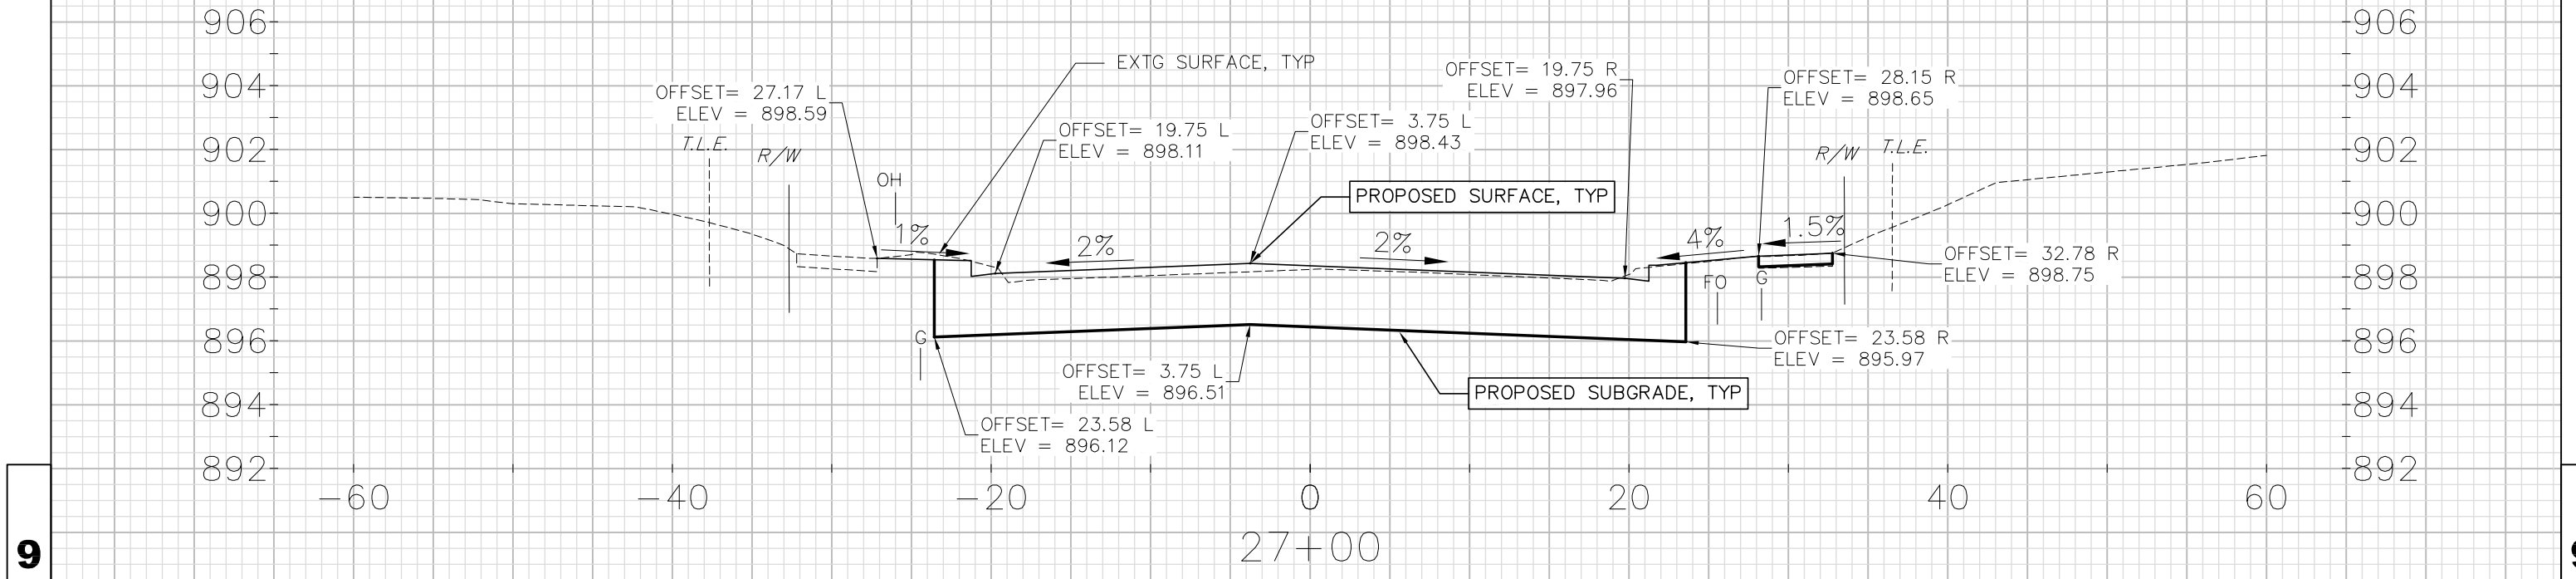 906
906
EXTG SURFACE, TYP
OFFSET= 19.75 R
ELEV = 897.96
OFFSET= 28.15 R
ELEV = 898.65
904
904
OFFSET= 27.17 L
ELEV = 898.59
OFFSET= 19.75 L
ELEV = 898.11
OFFSET= 3.75 L
ELEV = 898.43
902
902
T.L.E.
R/W
R/W
T.L.E.
OH
PROPOSED SURFACE, TYP
900
900
1%
2%
2%
4%
1.5%
OFFSET= 32.78 R
ELEV = 898.75
898
898
FO
G
G
896
896
OFFSET= 23.58 R
ELEV = 895.97
OFFSET= 3.75 L
ELEV = 896.51
PROPOSED SUBGRADE, TYP
894
894
OFFSET= 23.58 L
ELEV = 896.12
892
892
-60
-40
-20
0
20
40
60
27+00
9